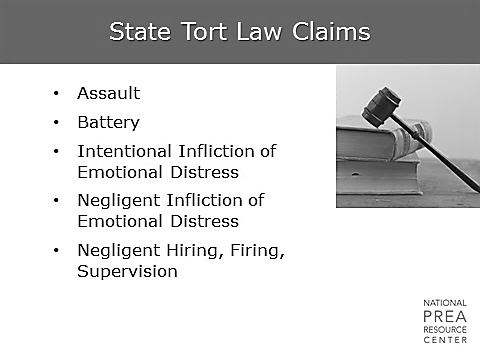 State Tort Law Claims
• Assault
• Battery
• Intentional Infliction of
Emotional Distress
• Negligent Infliction of
Emotional Distress
• Negligent Hiring, Firing,
Supervision
NATIONAL
PREA
RESOURCE
CENTER